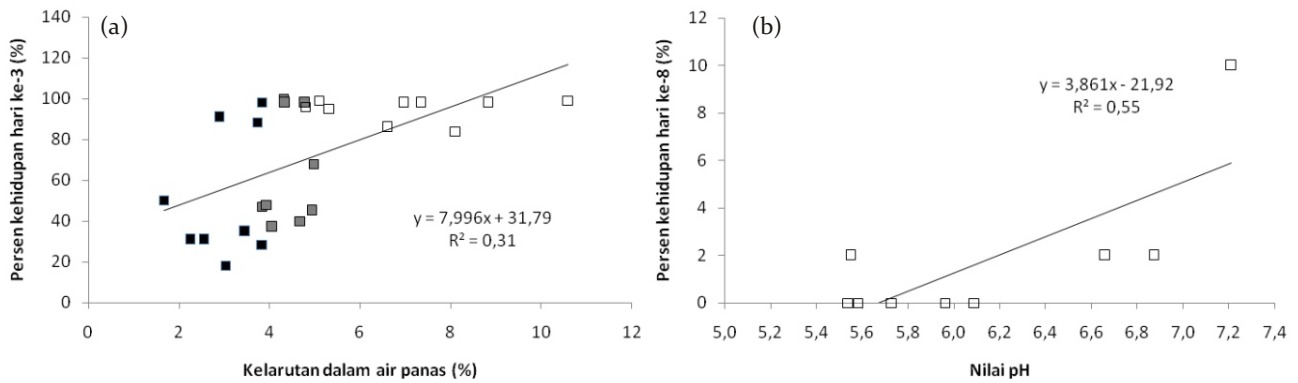 (a)
Persen kehidupan hari ke-3 (%)
140
120
100
80
60
40
20
0
y = 7,996x + 31,79
R² = 0,31
0 2 4 6 8 10 12
Kelarutan dalam air panas (%)
(b)
Persen kehidupan hari ke-8 (%)
12
10
8
6
4
2
0
y = 3,861x - 21,92
R² = 0,55
5,0 5,2 5,4 5,6 5,8 6,0 6,2 6,4 6,6 6,8 7,0 7,2 7,4
Nilai pH